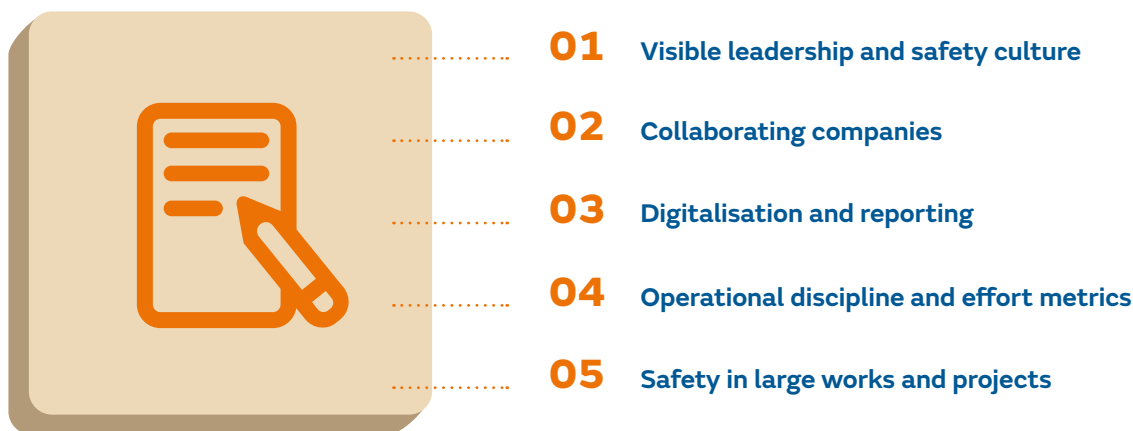 01 Visible leadership and safety culture
02 Collaborating companies
03 Digitalisation and reporting
04 Operational discipline and effort metrics
05 Safety in large works and projects